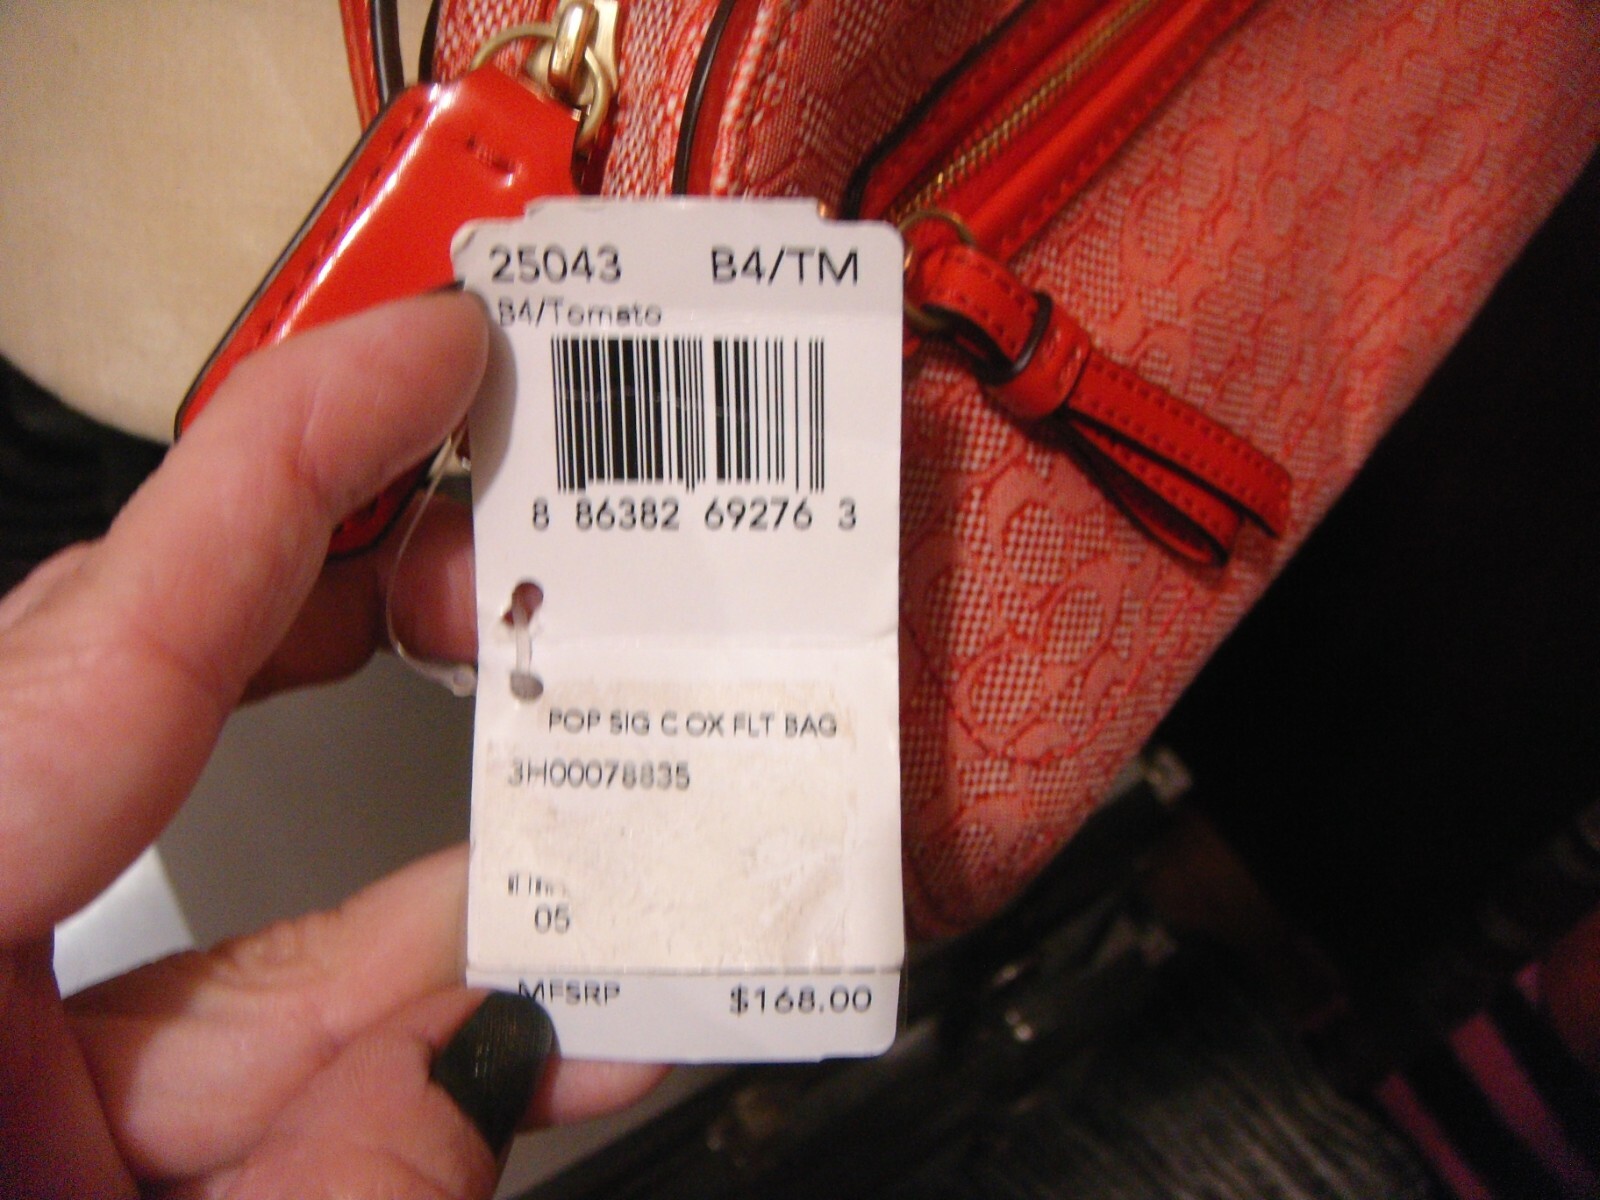 25043 B4/TM
B4/Tomato
8 86382 69276 3
POP SIG C OX FLT BAG
3H00078835
05
MFSRP $168.00